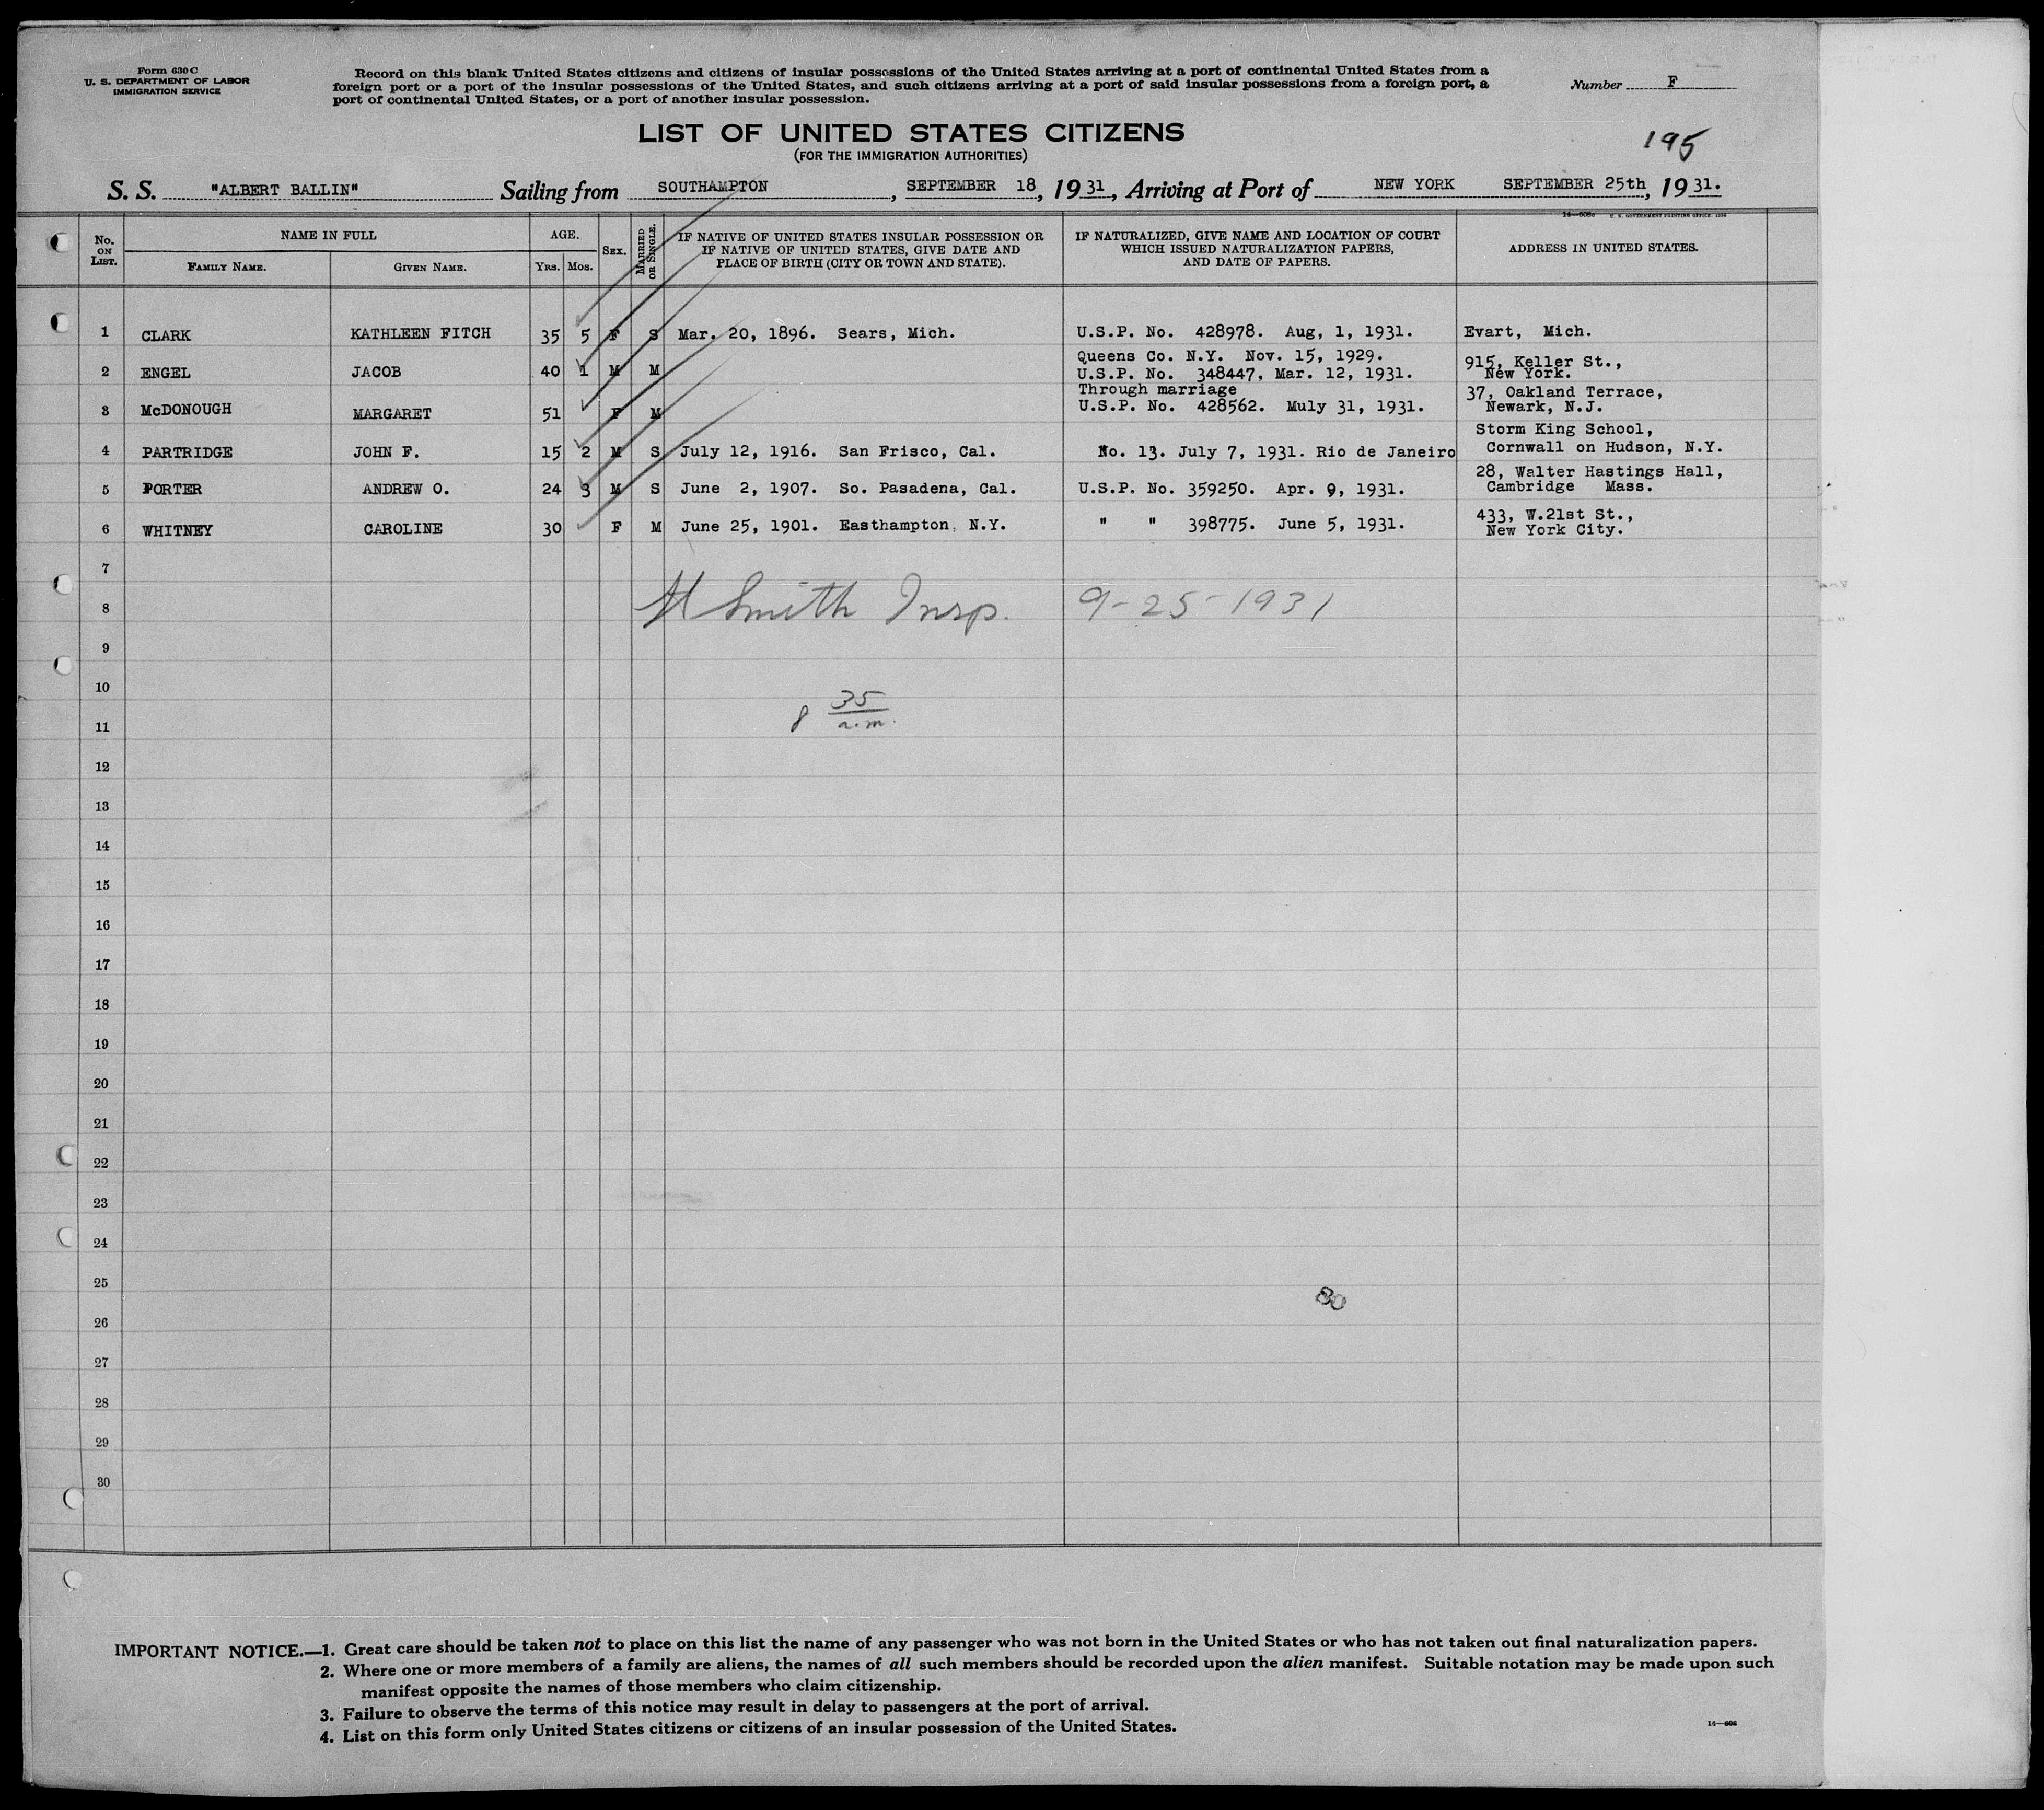 Form 630 C
U. S. DEPARTMENT OF LABOR
IMMIGRATION SERVICE
Record on this blank United States citizens and citizens of insular possessions of the United States arriving at a port of continental United States from a
foreign port or a port of the insular possessions of the United States, and such citizens arriving at a port of said insular possessions from a foreign port, a
port of continental United States, or a port of another insular possession.
Number F
LIST OF UNITED STATES CITIZENS
(FOR THE IMMIGRATION AUTHORITIES)
195
S. S. "ALBERT BALLIN" Sailing from SOUTHAMPTON, SEPTEMBER 18, 1931, Arriving at Port of NEW YORK SEPTEMBER 25th, 1931.
No. ON LIST. NAME IN FULL AGE. SEX. MARRIED OR SINGLE. IF NATIVE OF UNITED STATES INSULAR POSSESSION OR IF NATIVE OF UNITED STATES, GIVE DATE AND PLACE OF BIRTH (CITY OR TOWN AND STATE). IF NATURALIZED, GIVE NAME AND LOCATION OF COURT WHICH ISSUED NATURALIZATION PAPERS, AND DATE OF PAPERS. ADDRESS IN UNITED STATES.
FAMILY NAME. GIVEN NAME. YRS. MOS.
1 CLARK KATHLEEN FITCH 35 5 F S Mar. 20, 1896. Sears, Mich. U.S.P. No. 428978. Aug, 1, 1931. Evart, Mich.
Queens Co. N.Y. Nov. 15, 1929. 915, Keller St.,
2 ENGEL JACOB 40 1 M M U.S.P. No. 348447, Mar. 12, 1931. New York.
Through marriage 37, Oakland Terrace,
3 McDONOUGH MARGARET 51 F M U.S.P. No. 428562. Muly 31, 1931. Newark, N.J.
Storm King School,
4 PARTRIDGE JOHN F. 15 2 M S July 12, 1916. San Frisco, Cal. No. 13. July 7, 1931. Rio de Janeiro Cornwall on Hudson, N.Y.
28, Walter Hastings Hall,
5 PORTER ANDREW O. 24 3 M S June 2, 1907. So. Pasadena, Cal. U.S.P. No. 359250. Apr. 9, 1931. Cambridge Mass.
433, W.21st St.,
6 WHITNEY CAROLINE 30 F M June 25, 1901. Easthampton, N.Y. " " 398775. June 5, 1931. New York City.
7
8 Smith Insp. 9-25-1931
9
10
8 35 a.m.
11
12
13
14
15
16
17
18
19
20
21
22
23
24
25
30
26
27
28
29
30
IMPORTANT NOTICE.—1. Great care should be taken not to place on this list the name of any passenger who was not born in the United States or who has not taken out final naturalization papers.
2. Where one or more members of a family are aliens, the names of all such members should be recorded upon the alien manifest. Suitable notation may be made upon such
manifest opposite the names of those members who claim citizenship.
3. Failure to observe the terms of this notice may result in delay to passengers at the port of arrival.
4. List on this form only United States citizens or citizens of an insular possession of the United States.